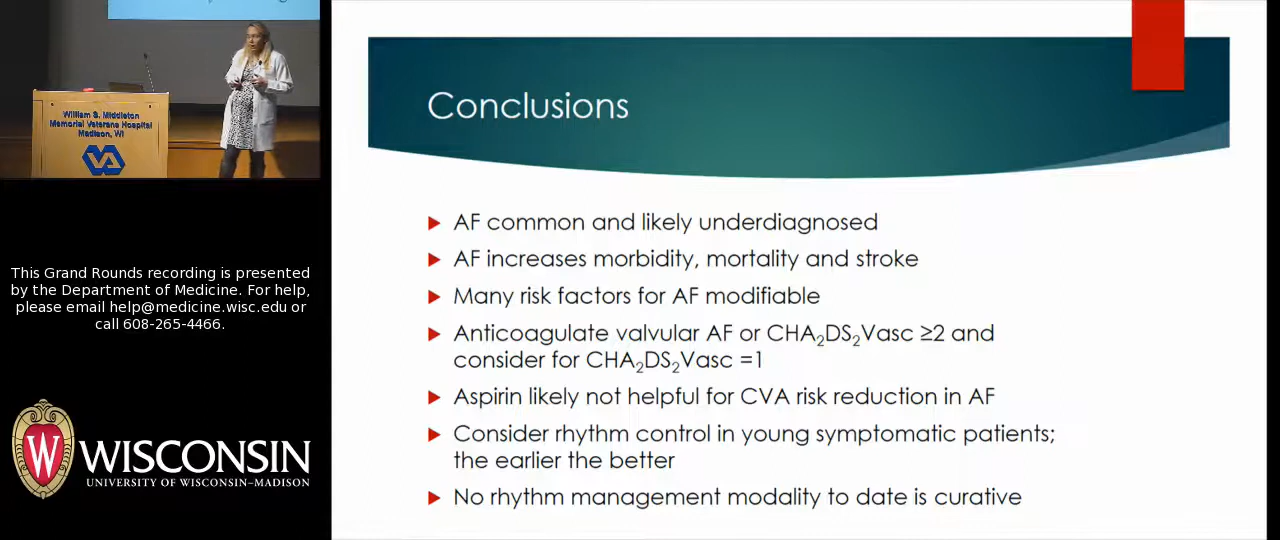 William S. Middleton
Memorial Veterans Hospital
Madison, WI
VA
This Grand Rounds recording is presented
by the Department of Medicine. For help,
please email help@medicine.wisc.edu or
call 608-265-4466.
W
WISCONSIN
UNIVERSITY OF WISCONSIN–MADISON
Conclusions
AF common and likely underdiagnosed
AF increases morbidity, mortality and stroke
Many risk factors for AF modifiable
Anticoagulate valvular AF or CHA₂DS₂Vasc ≥2 and
consider for CHA₂DS₂Vasc =1
Aspirin likely not helpful for CVA risk reduction in AF
Consider rhythm control in young symptomatic patients;
the earlier the better
No rhythm management modality to date is curative